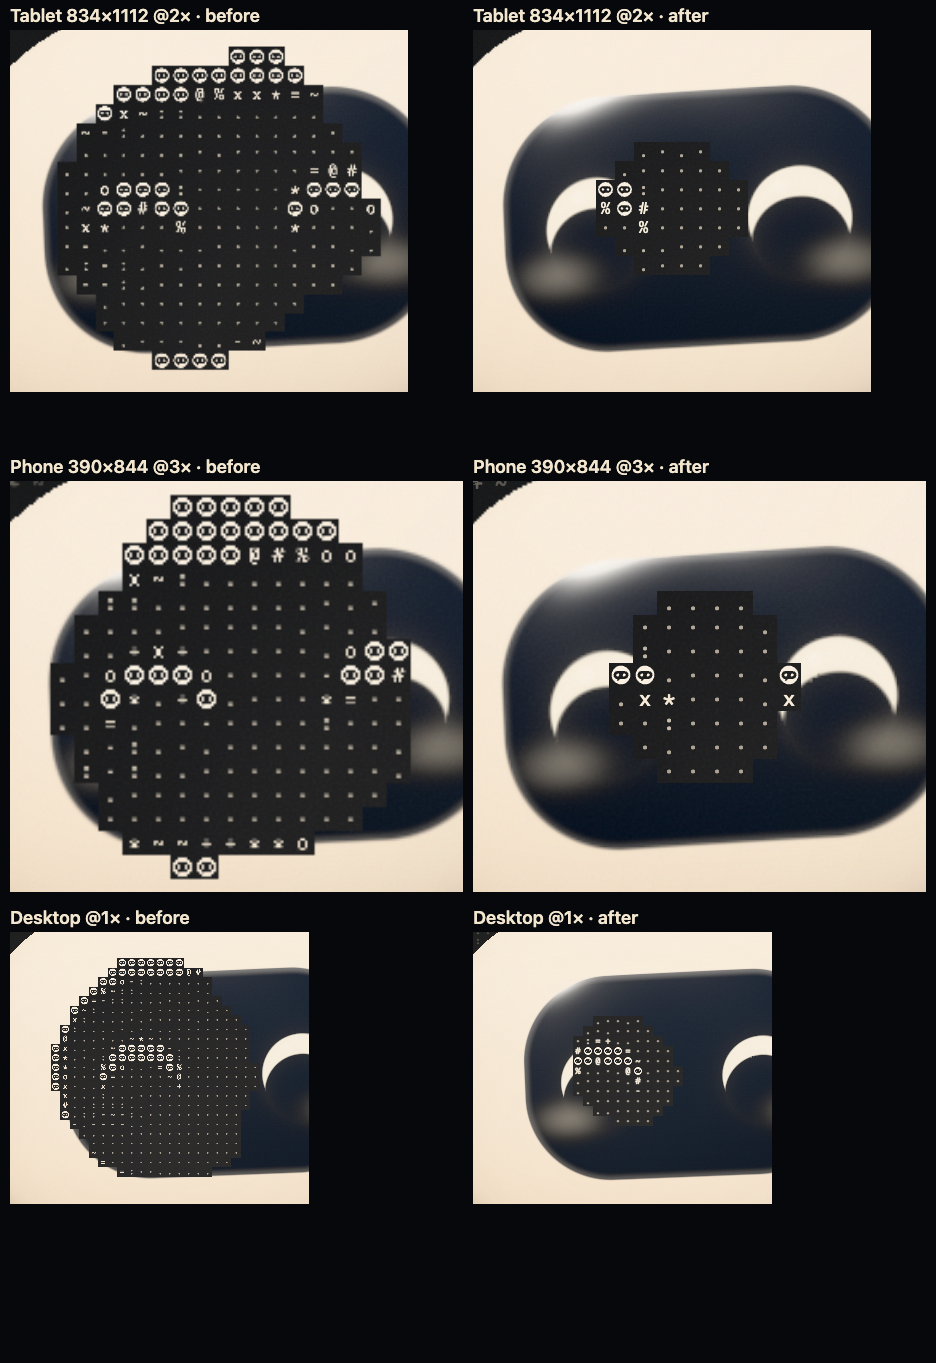 Tablet 834×1112 @2× · before
Tablet 834×1112 @2× · after
Phone 390×844 @3× · before
Phone 390×844 @3× · after
Desktop @1× · before
Desktop @1× · after